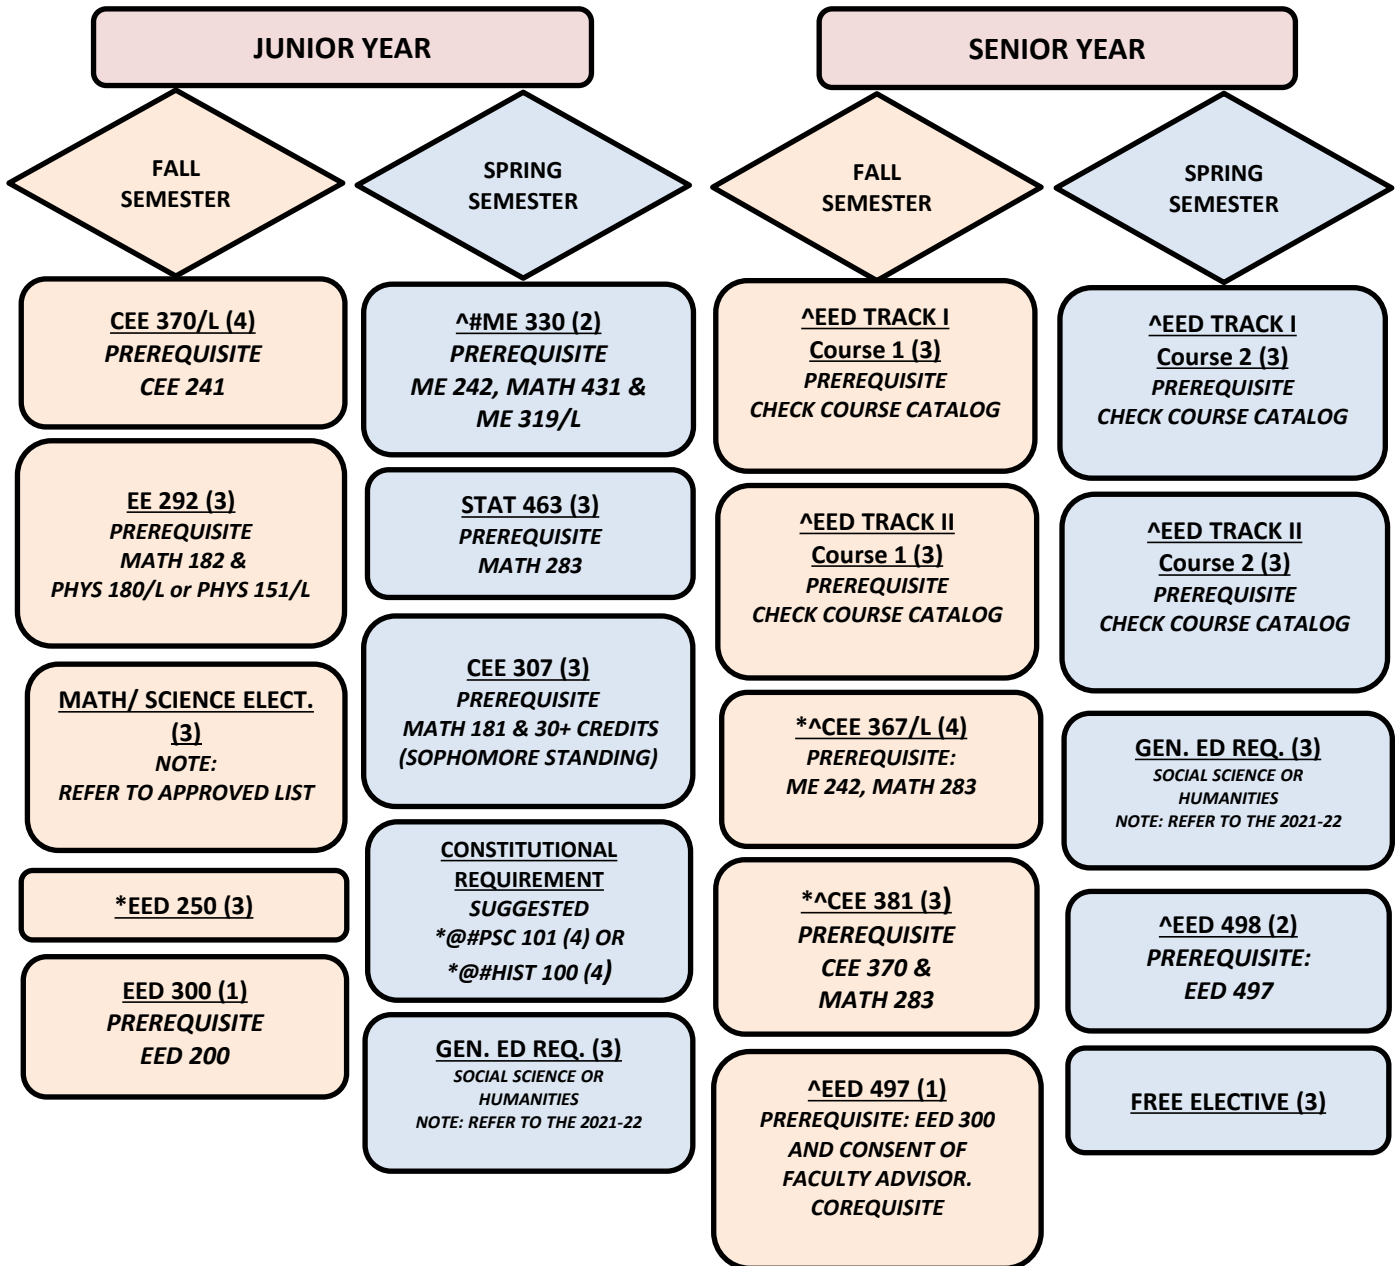 JUNIOR YEAR
FALL
SEMESTER
CEE 370/L (4)
PREREQUISITE
CEE 241
EE 292 (3)
PREREQUISITE
MATH 182 &
PHYS 180/L or PHYS 151/L
MATH/ SCIENCE ELECT.
(3)
NOTE:
REFER TO APPROVED LIST
*EED 250 (3)
EED 300 (1)
PREREQUISITE
EED 200
SPRING
SEMESTER
^#ME 330 (2)
PREREQUISITE
ME 242, MATH 431 &
ME 319/L
STAT 463 (3)
PREREQUISITE
MATH 283
CEE 307 (3)
PREREQUISITE
MATH 181 & 30+ CREDITS
(SOPHOMORE STANDING)
CONSTITUTIONAL
REQUIREMENT
SUGGESTED
*@#PSC 101 (4) OR
*@#HIST 100 (4)
GEN. ED REQ. (3)
SOCIAL SCIENCE OR
HUMANITIES
NOTE: REFER TO THE 2021-22
SENIOR YEAR
FALL
SEMESTER
^EED TRACK I
Course 1 (3)
PREREQUISITE
CHECK COURSE CATALOG
^EED TRACK II
Course 1 (3)
PREREQUISITE
CHECK COURSE CATALOG
*^CEE 367/L (4)
PREREQUISITE:
ME 242, MATH 283
*^CEE 381 (3)
PREREQUISITE
CEE 370 &
MATH 283
^EED 497 (1)
PREREQUISITE: EED 300
AND CONSENT OF
FACULTY ADVISOR.
COREQUISITE
SPRING
SEMESTER
^EED TRACK I
Course 2 (3)
PREREQUISITE
CHECK COURSE CATALOG
^EED TRACK II
Course 2 (3)
PREREQUISITE
CHECK COURSE CATALOG
GEN. ED REQ. (3)
SOCIAL SCIENCE OR
HUMANITIES
NOTE: REFER TO THE 2021-22
^EED 498 (2)
PREREQUISITE:
EED 497
FREE ELECTIVE (3)